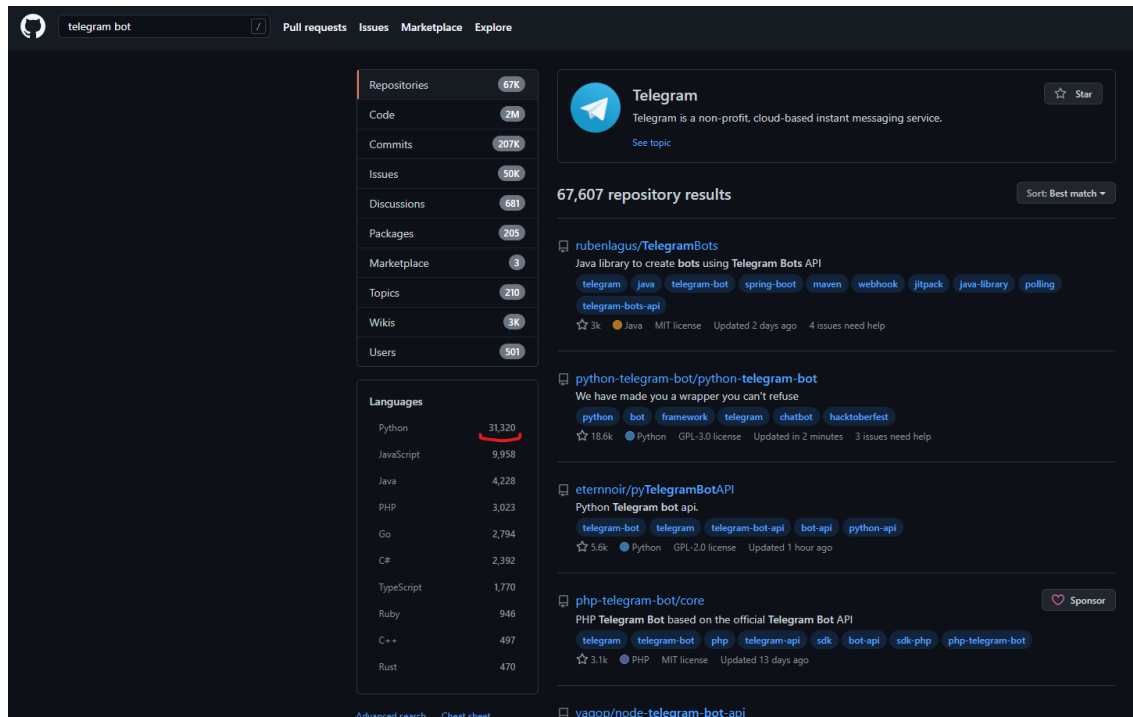 telegram bot /
Pull requests Issues Marketplace Explore
Repositories 67K
Code 2M
Commits 207K
Issues 50K
Discussions 681
Packages 205
Marketplace 3
Topics 210
Wikis 3K
Users 501
Languages
Python 31,320
JavaScript 9,958
Java 4,228
PHP 3,023
Go 2,794
C# 2,392
TypeScript 1,770
Ruby 946
C++ 497
Rust 470
Advanced search Cheat sheet
Telegram
Star
Telegram is a non-profit, cloud-based instant messaging service.
See topic
67,607 repository results
Sort: Best match
rubenlagus/TelegramBots
Java library to create bots using Telegram Bots API
telegram java telegram-bot spring-boot maven webhook jitpack java-library polling
telegram-bots-api
3k Java MIT license Updated 2 days ago 4 issues need help
python-telegram-bot/python-telegram-bot
We have made you a wrapper you can't refuse
python bot framework telegram chatbot hacktoberfest
18.6k Python GPL-3.0 license Updated in 2 minutes 3 issues need help
eternnoir/pyTelegramBotAPI
Python Telegram bot api.
telegram-bot telegram telegram-bot-api bot-api python-api
5.6k Python GPL-2.0 license Updated 1 hour ago
php-telegram-bot/core
Sponsor
PHP Telegram Bot based on the official Telegram Bot API
telegram telegram-bot php telegram-api sdk bot-api sdk-php php-telegram-bot
3.1k PHP MIT license Updated 13 days ago
yagop/node-telegram-bot-api